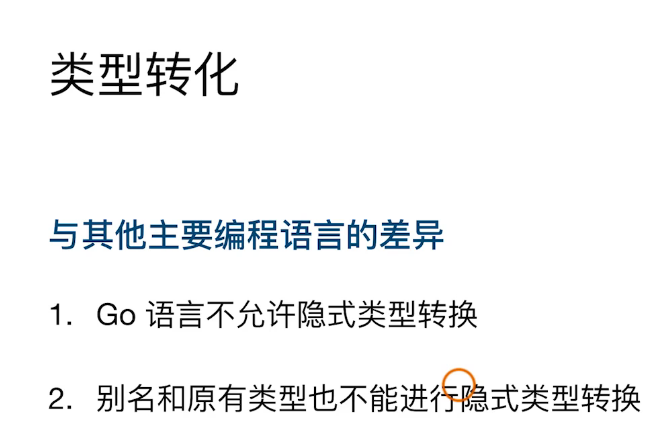 类型转化
与其他主要编程语言的差异
1. Go 语言不允许隐式类型转换
2. 别名和原有类型也不能进行隐式类型转换